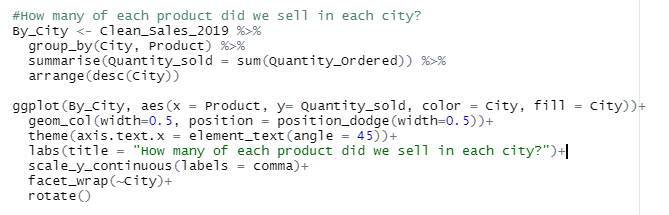 #How many of each product did we sell in each city?
By_City <- Clean_Sales_2019 %>%
  group_by(City, Product) %>%
  summarise(Quantity_sold = sum(Quantity_Ordered)) %>%
  arrange(desc(City))

ggplot(By_City, aes(x = Product, y= Quantity_sold, color = City, fill = City))+
  geom_col(width=0.5, position = position_dodge(width=0.5))+
  theme(axis.text.x = element_text(angle = 45))+
  labs(title = "How many of each product did we sell in each city?")+
  scale_y_continuous(labels = comma)+
  facet_wrap(~City)+
  rotate()